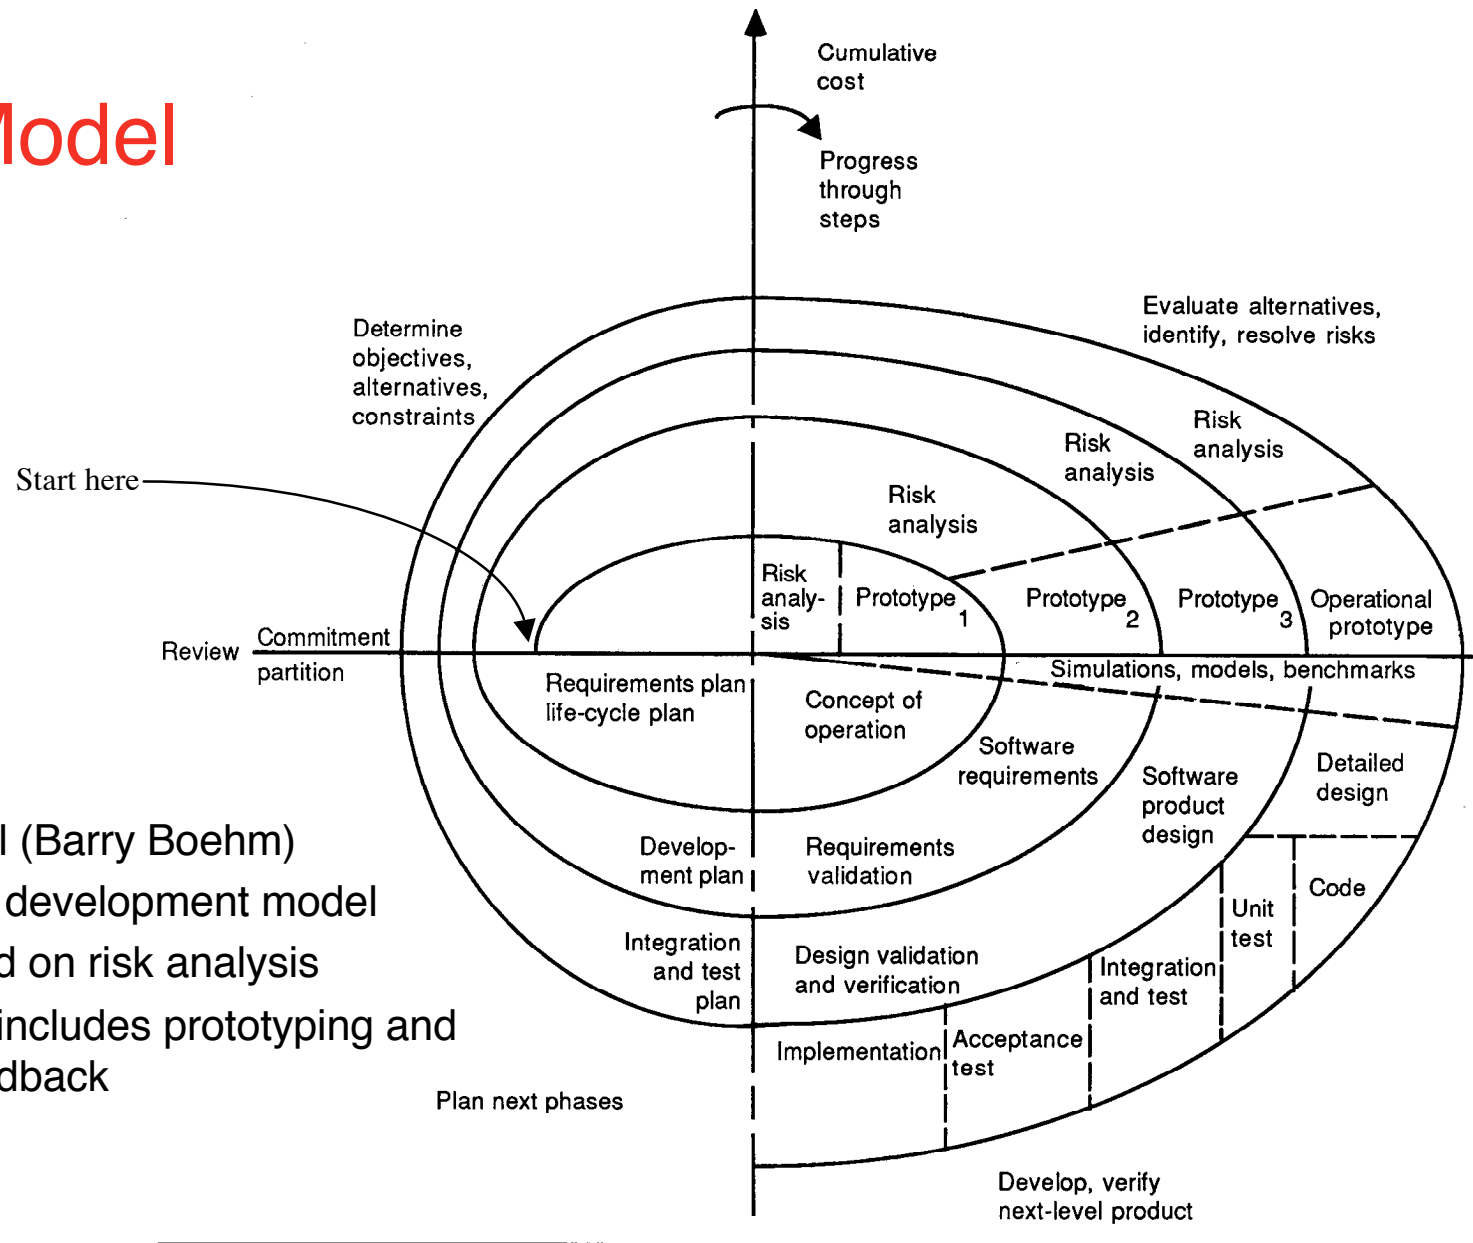 Model
Cumulative
cost
Progress
through
steps
Evaluate alternatives,
identify, resolve risks
Determine
objectives,
alternatives,
constraints
Start here
Risk
analysis
Risk
analysis
Risk
analysis
Risk
analy-
sis
Prototype 1
Prototype 2
Prototype 3
Operational
prototype
Review
Commitment
partition
Simulations, models, benchmarks
Requirements plan
life-cycle plan
Concept of
operation
Software
requirements
Software
product
design
Detailed
design
Develop-
ment plan
Requirements
validation
Code
Unit
test
Integration
and test
plan
Design validation
and verification
Integration
and test
Implementation
Acceptance
test
Plan next phases
Develop, verify
next-level product
l (Barry Boehm)
development model
d on risk analysis
includes prototyping and
dback